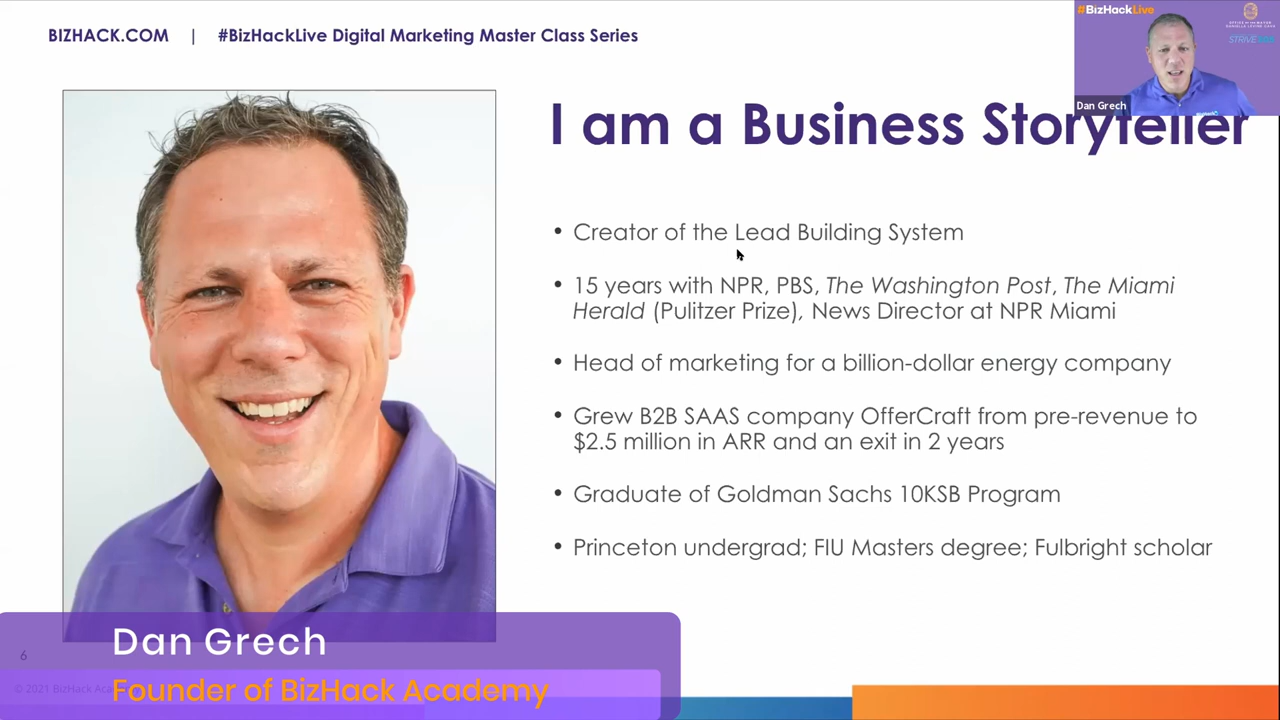 BIZHACK.COM | #BizHackLive Digital Marketing Master Class Series
#BizHackLive
Dan Grech
I am a Business Storyteller
• Creator of the Lead Building System
• 15 years with NPR, PBS, The Washington Post, The Miami
Herald (Pulitzer Prize), News Director at NPR Miami
• Head of marketing for a billion-dollar energy company
• Grew B2B SAAS company OfferCraft from pre-revenue to
$2.5 million in ARR and an exit in 2 years
• Graduate of Goldman Sachs 10KSB Program
• Princeton undergrad; FIU Masters degree; Fulbright scholar
Dan Grech
6
© 2021 BizHack
Founder of BizHack Academy